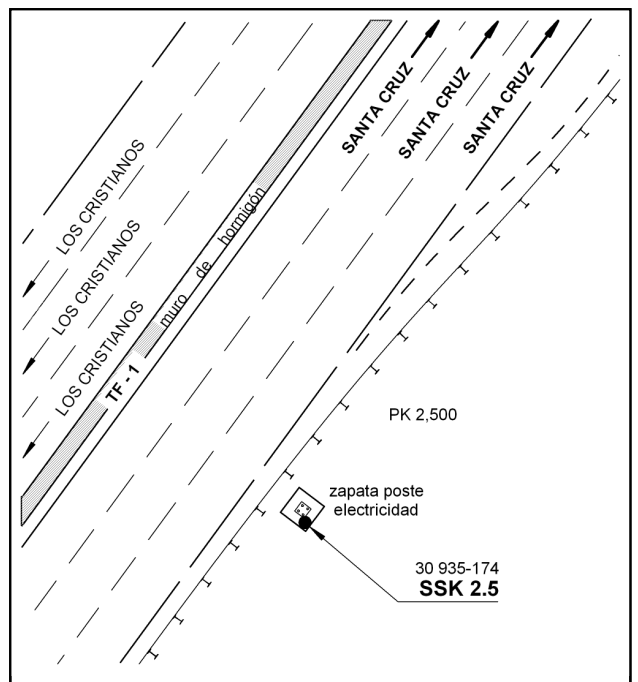 SANTA CRUZ
SANTA CRUZ
SANTA CRUZ
LOS CRISTIANOS
LOS CRISTIANOS
LOS CRISTIANOS
muro de hormigón
TF - 1
PK 2,500
zapata poste
electricidad
30 935-174
SSK 2.5